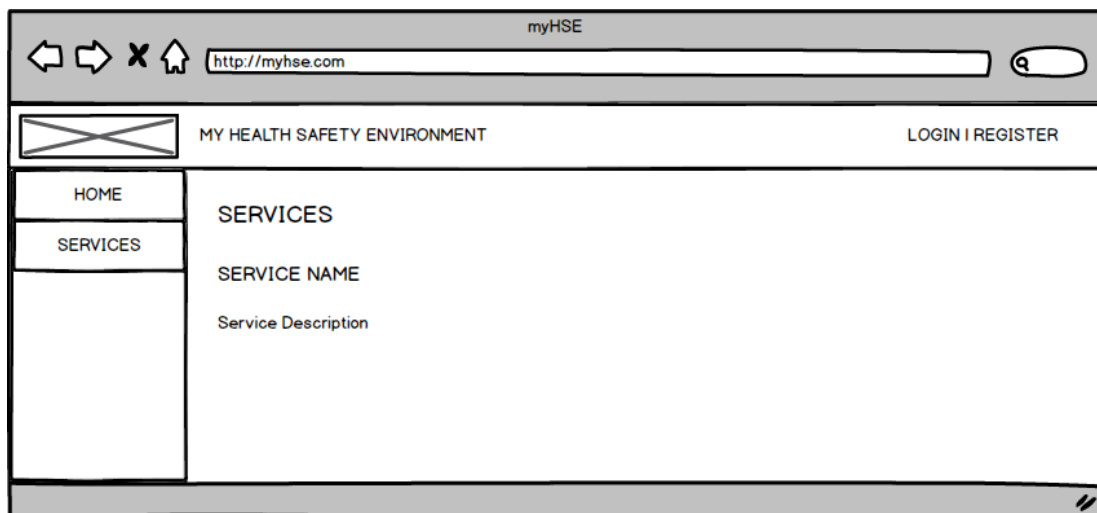 myHSE
http://myhse.com
MY HEALTH SAFETY ENVIRONMENT
LOGIN | REGISTER
HOME
SERVICES
SERVICES
SERVICE NAME
Service Description